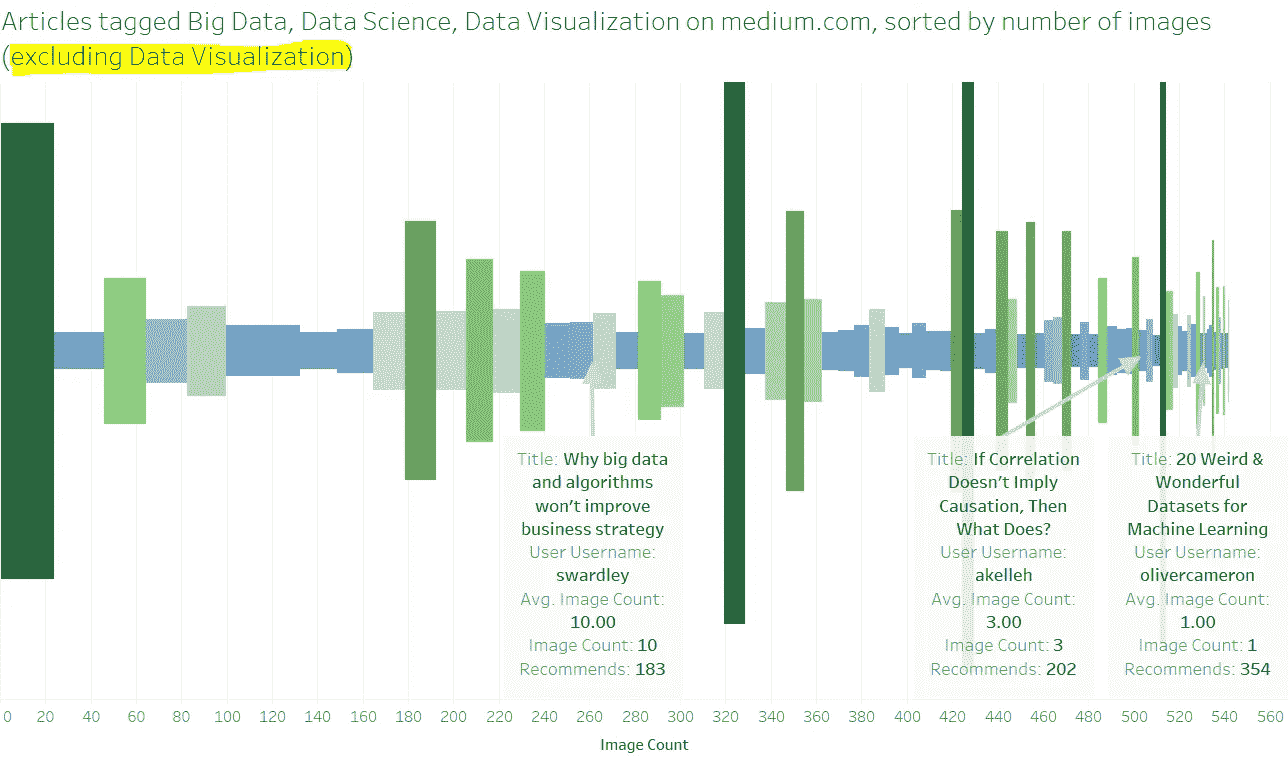 Articles tagged Big Data, Data Science, Data Visualization on medium.com, sorted by number of images
(excluding Data Visualization)
Title: Why big data
and algorithms
won't improve
business strategy
User Username:
swardley
Avg. Image Count:
10.00
Image Count: 10
Recommends: 183
Title: If Correlation
Doesn't Imply
Causation, Then
What Does?
User Username:
akelleh
Avg. Image Count:
3.00
Image Count: 3
Recommends: 202
Title: 20 Weird &
Wonderful
Datasets for
Machine Learning
User Username:
olivercameron
Avg. Image Count:
1.00
Image Count: 1
Recommends: 354
0 20 40 60 80 100 120 140 160 180 200 220 240 260 280 300 320 340 360 380 400 420 440 460 480 500 520 540 560
Image Count